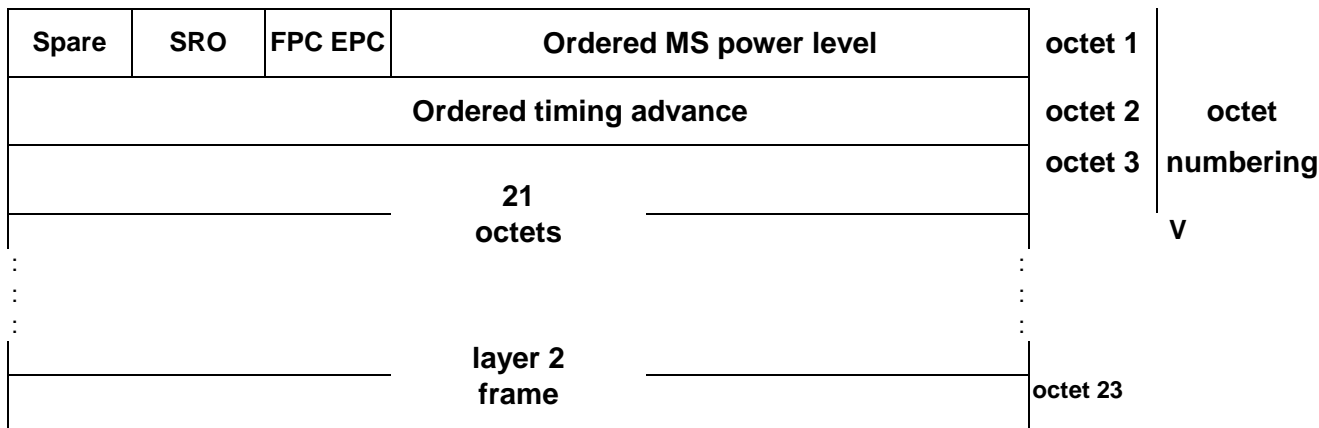 Spare SRO FPC EPC Ordered MS power level octet 1
Ordered timing advance octet 2 octet
octet 3 numbering
21
octets V
:  :
:  :
:  :
layer 2
frame octet 23